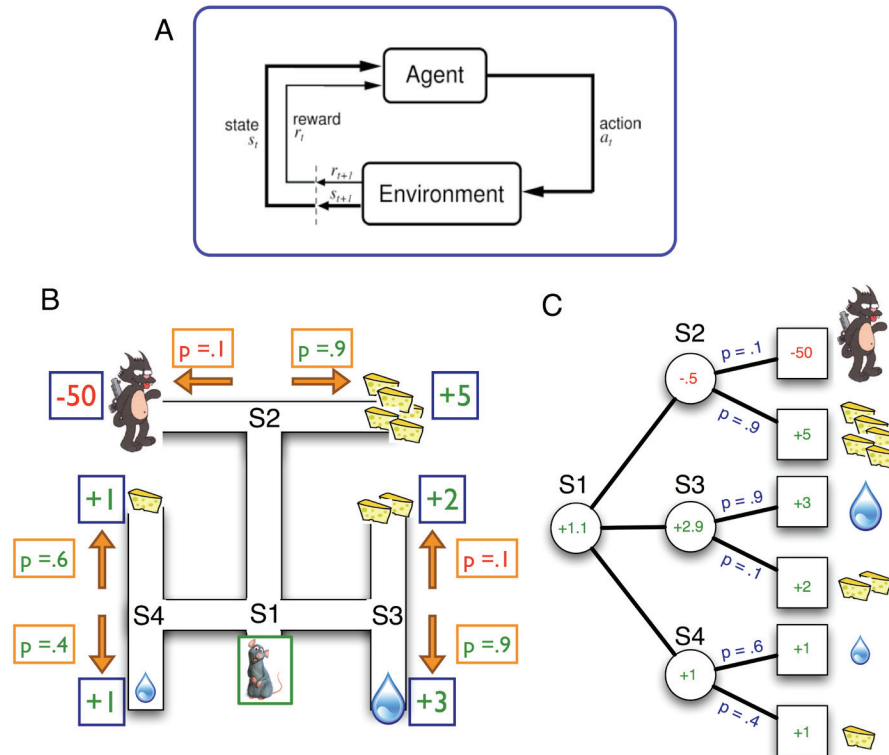 A
Agent
state
s_t
reward
r_t
action
a_t
r_{t+1}
s_{t+1}
Environment
B
p =.1
p =.9
-50
+5
S2
+1
+2
p =.6
p =.1
S4
S1
S3
p =.4
p =.9
+1
+3
C
S2
p = .1
-50
-.5
p = .9
+5
S1
S3
p = .9
+3
+1.1
+2.9
p = .1
+2
S4
p = .6
+1
+1
p = .4
+1